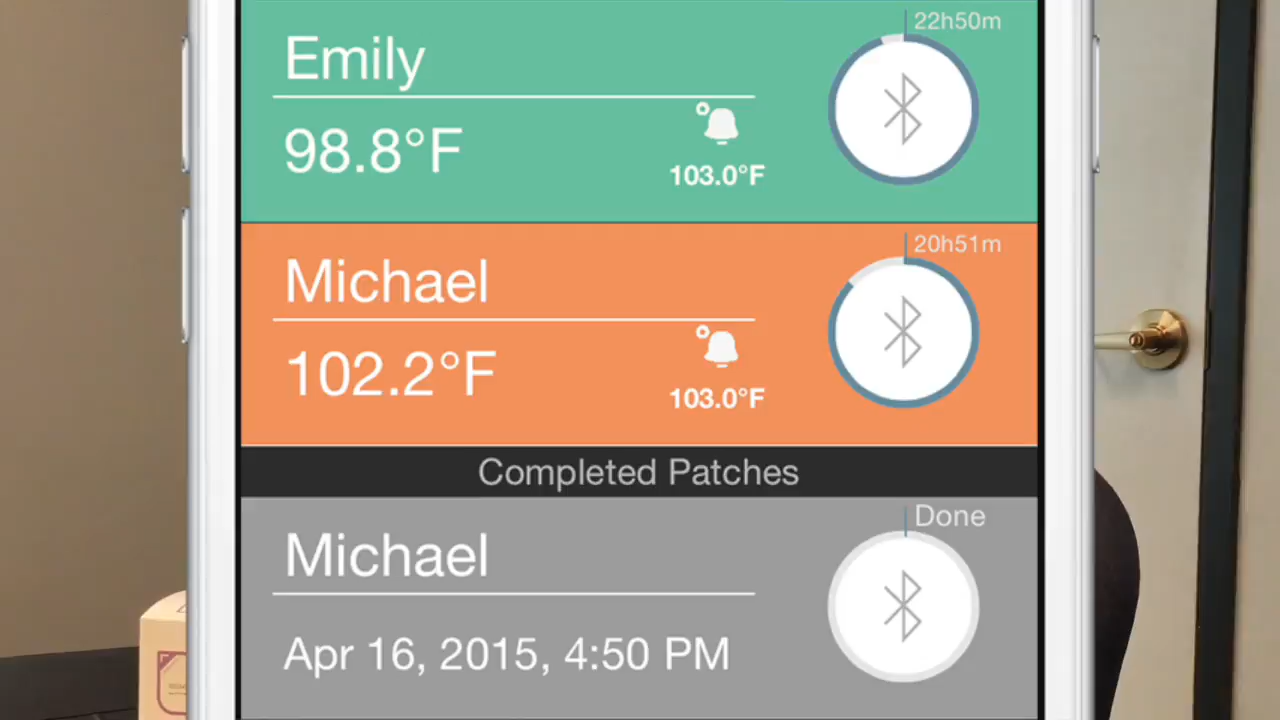 22h50m
Emily
98.8°F
103.0°F
20h51m
Michael
102.2°F
103.0°F
Completed Patches
Done
Michael
Apr 16, 2015, 4:50 PM